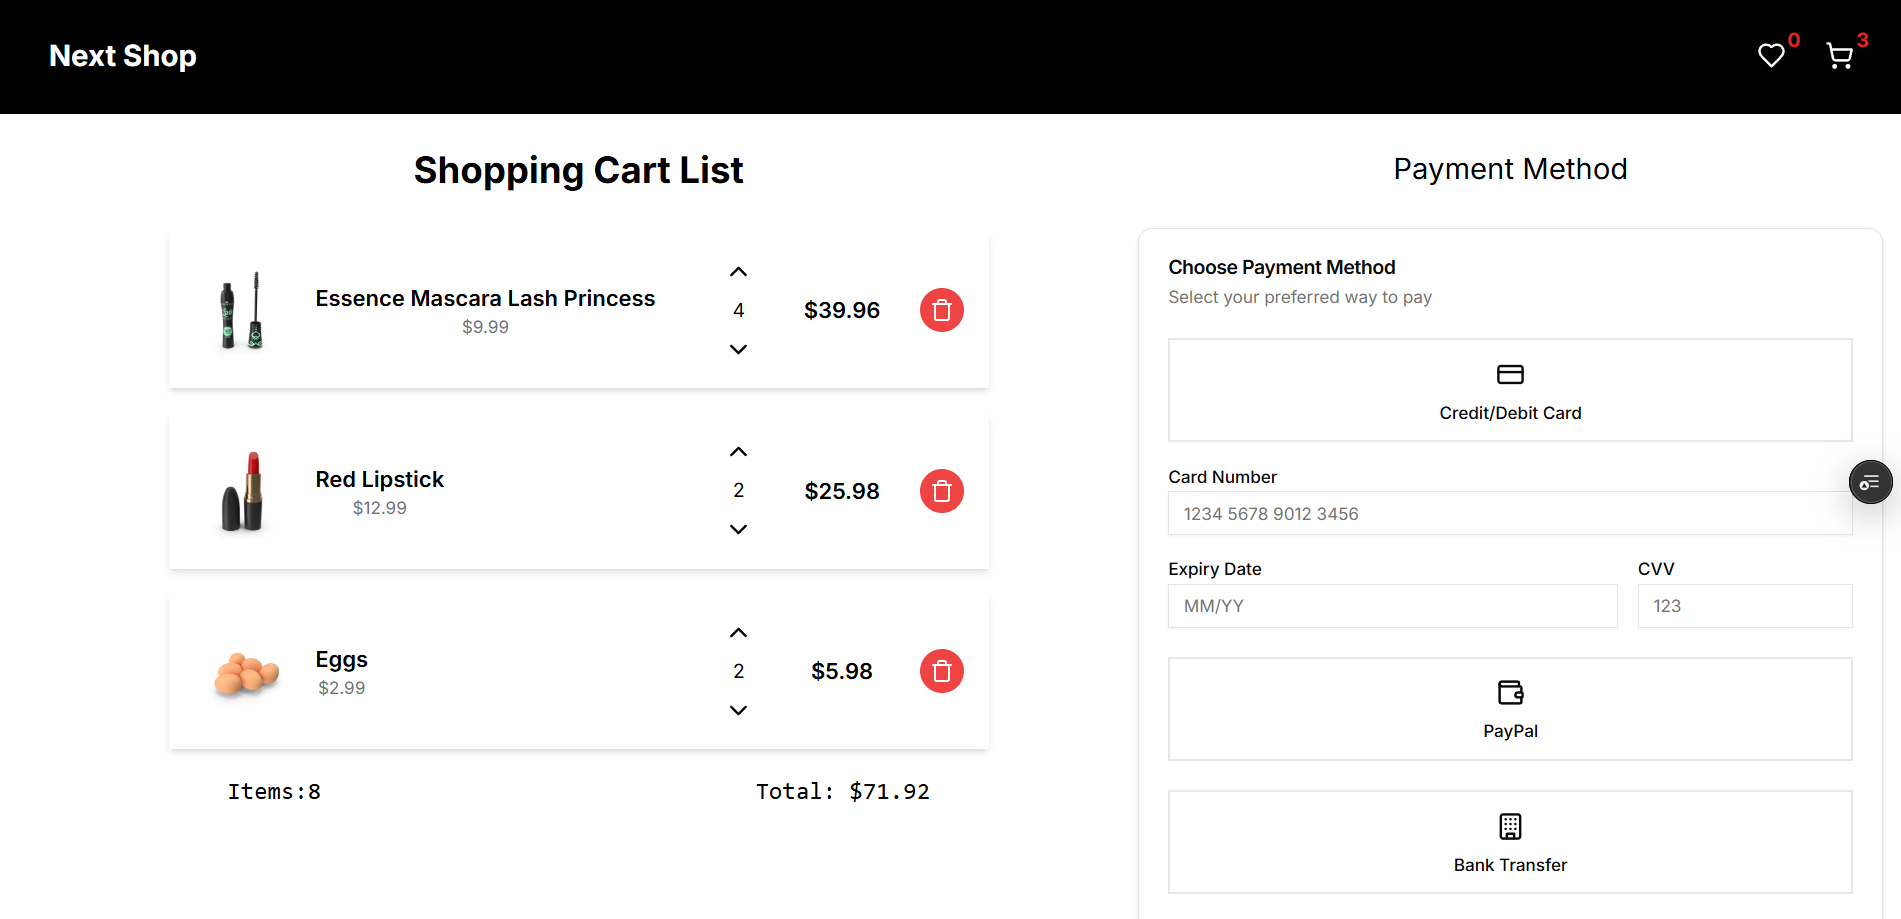 Next Shop
0
3
Shopping Cart List
Essence Mascara Lash Princess
$9.99
4
$39.96
Red Lipstick
$12.99
2
$25.98
Eggs
$2.99
2
$5.98
Items:8
Total: $71.92
Payment Method
Choose Payment Method
Select your preferred way to pay
Credit/Debit Card
Card Number
1234 5678 9012 3456
Expiry Date
CVV
MM/YY
123
PayPal
Bank Transfer